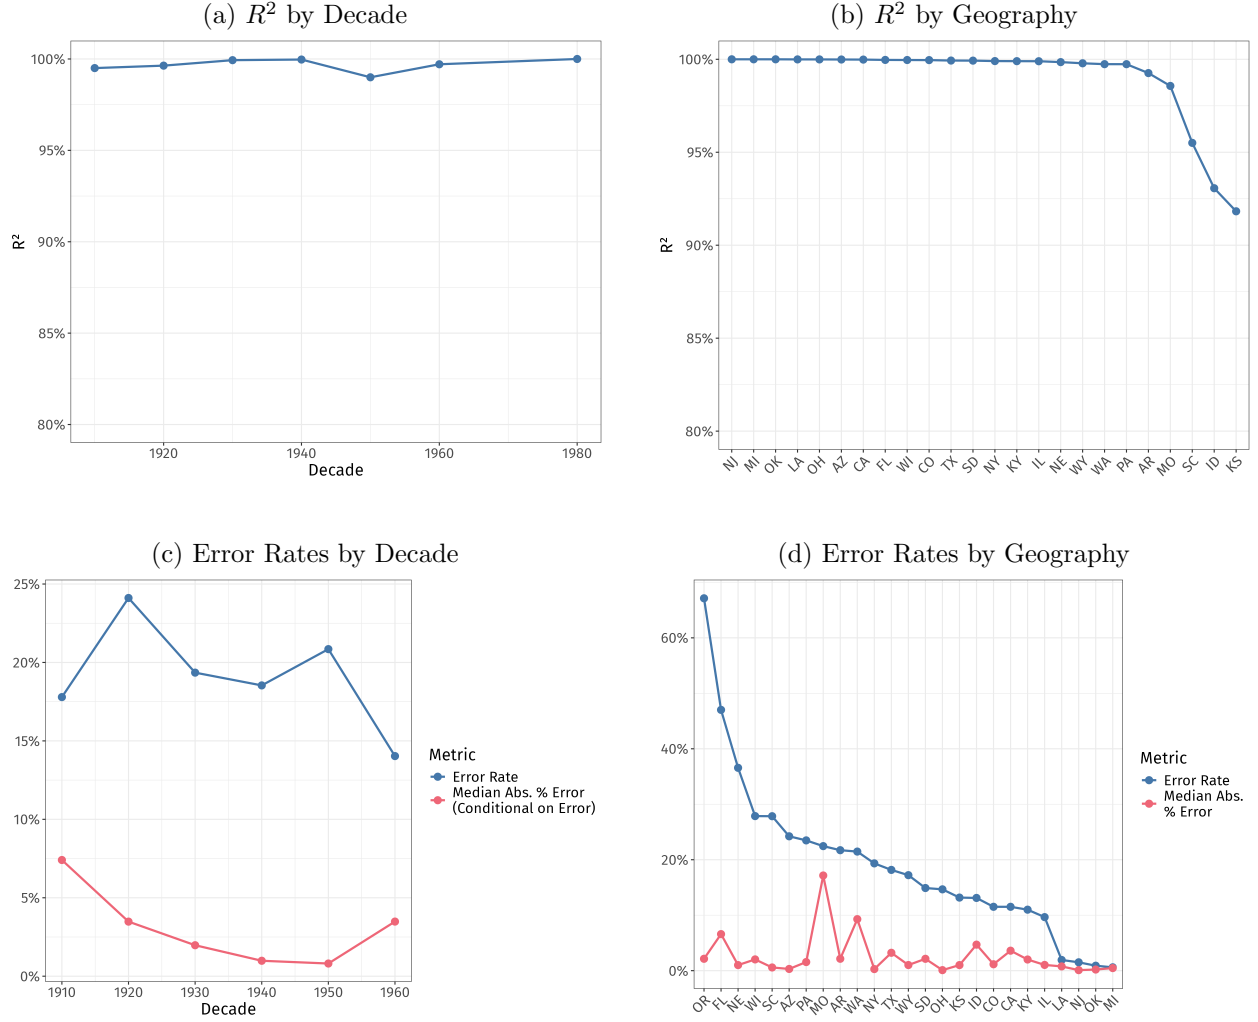 (a) R² by Decade
100%
95%
90%
85%
80%
R²
1920 1940 1960 1980
Decade
(b) R² by Geography
100%
95%
90%
85%
80%
R²
NJ MI OK LA OH AZ CA FL WI CO TX SD NY KY IL NE WY WA PA AR MO SC ID KS
(c) Error Rates by Decade
25%
20%
15%
10%
5%
0%
1910 1920 1930 1940 1950 1960
Decade
Metric
Error Rate
Median Abs. % Error
(Conditional on Error)
(d) Error Rates by Geography
60%
40%
20%
0%
OR FL NE WI SC AZ PA MO AR WA NY TX WY SD OH KS ID CO CA KY IL LA NJ OK MI
Metric
Error Rate
Median Abs.
% Error